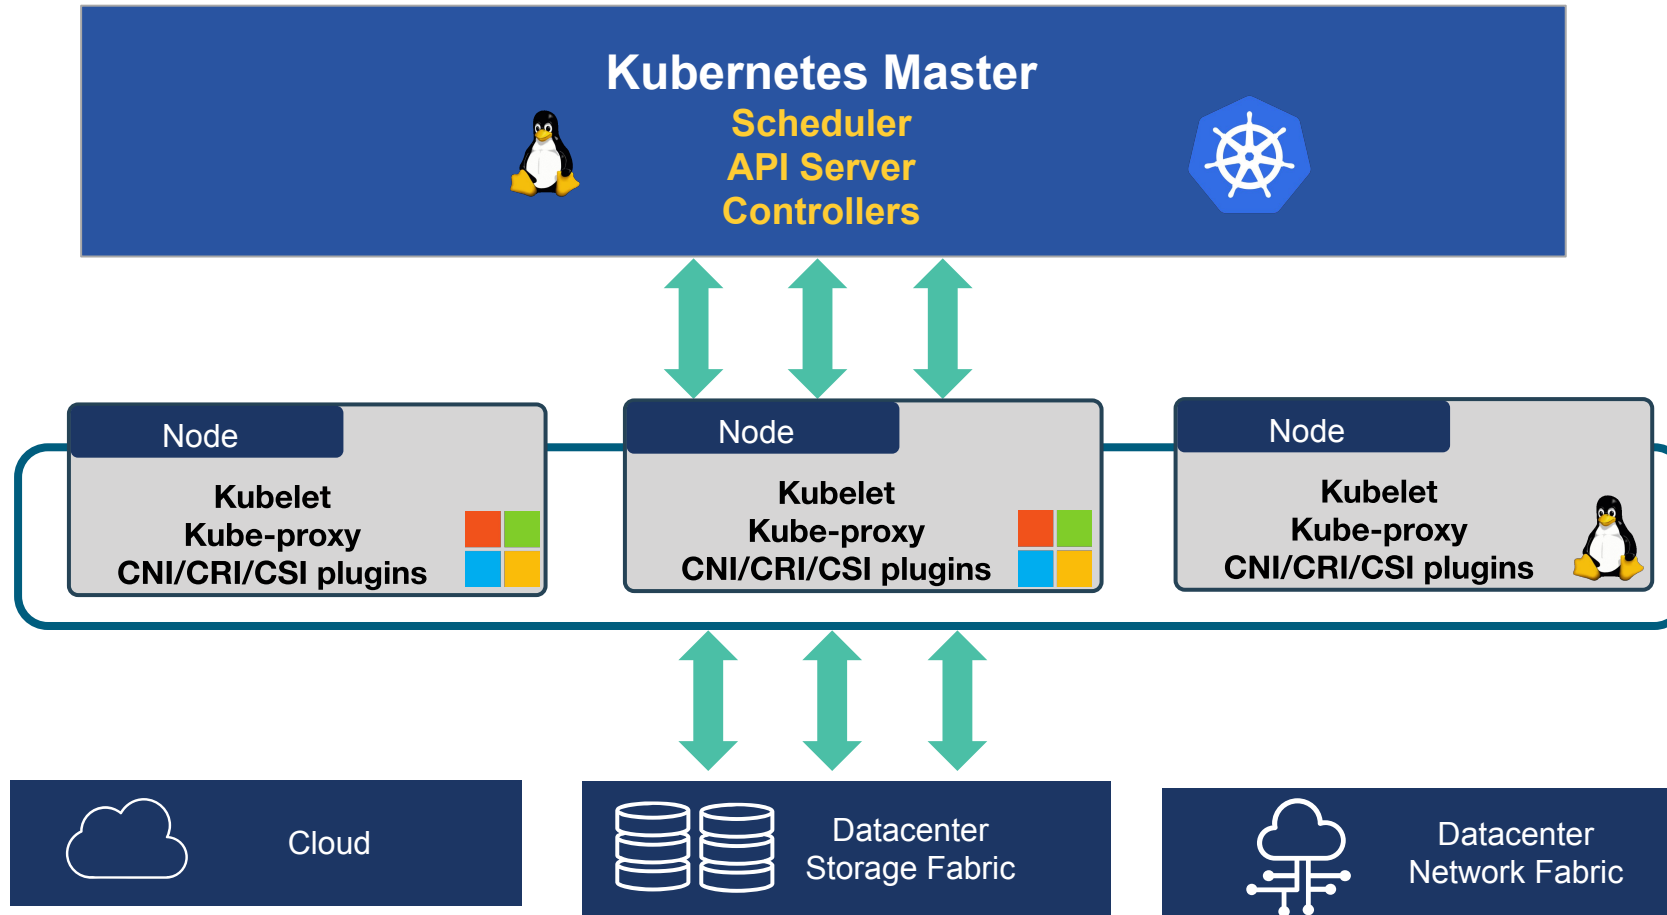 Kubernetes Master
Scheduler
API Server
Controllers
Node
Kubelet
Kube-proxy
CNI/CRI/CSI plugins
Node
Kubelet
Kube-proxy
CNI/CRI/CSI plugins
Node
Kubelet
Kube-proxy
CNI/CRI/CSI plugins
Cloud
Datacenter
Storage Fabric
Datacenter
Network Fabric